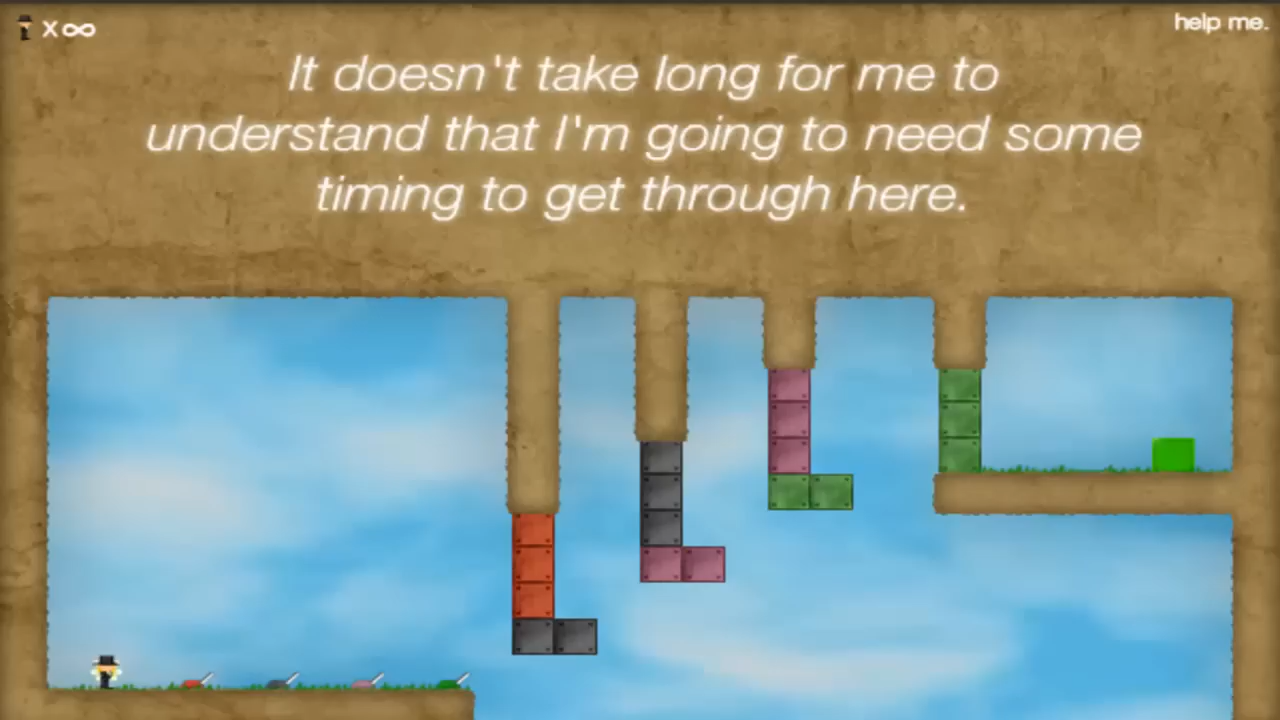 X∞
help me.
It doesn't take long for me to
understand that I'm going to need some
timing to get through here.